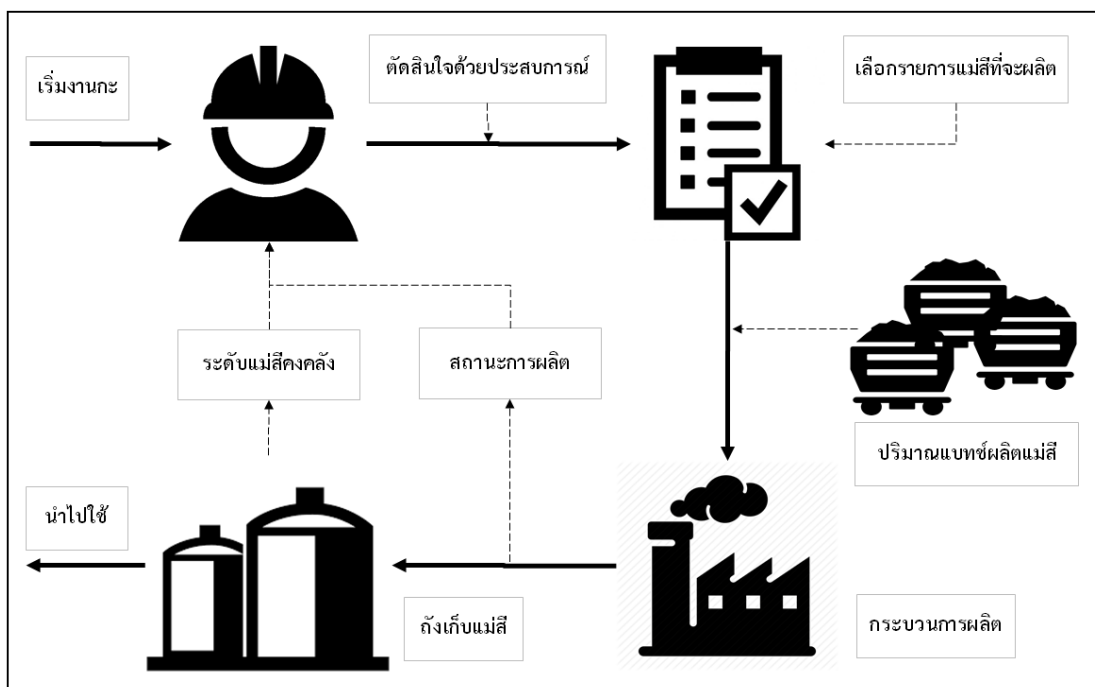 เริ่มงานกะ
ตัดสินใจด้วยประสบการณ์
เลือกรายการแม่สีที่จะผลิต
ระดับแม่สีคงคลัง
สถานะการผลิต
ปริมาณแบทช์ผลิตแม่สี
นำไปใช้
ถังเก็บแม่สี
กระบวนการผลิต